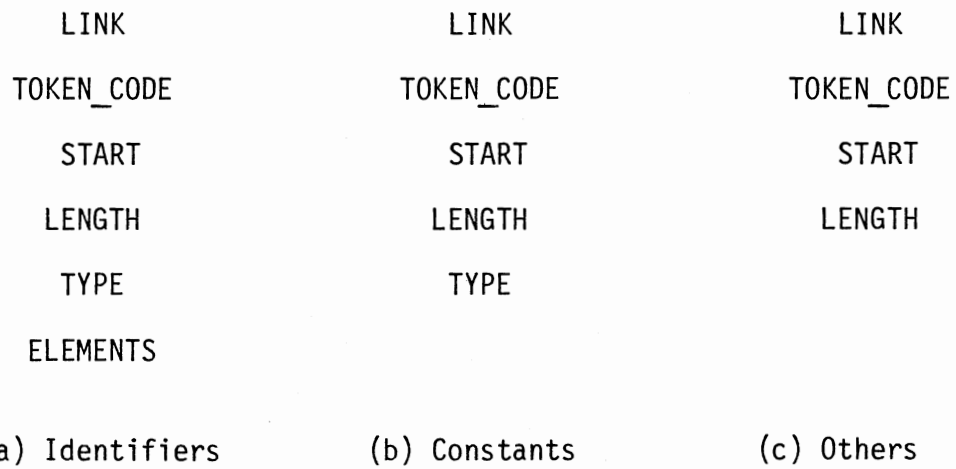 LINK LINK LINK
TOKEN_CODE TOKEN_CODE TOKEN_CODE
START START START
LENGTH LENGTH LENGTH
TYPE TYPE
ELEMENTS
a) Identifiers (b) Constants (c) Others